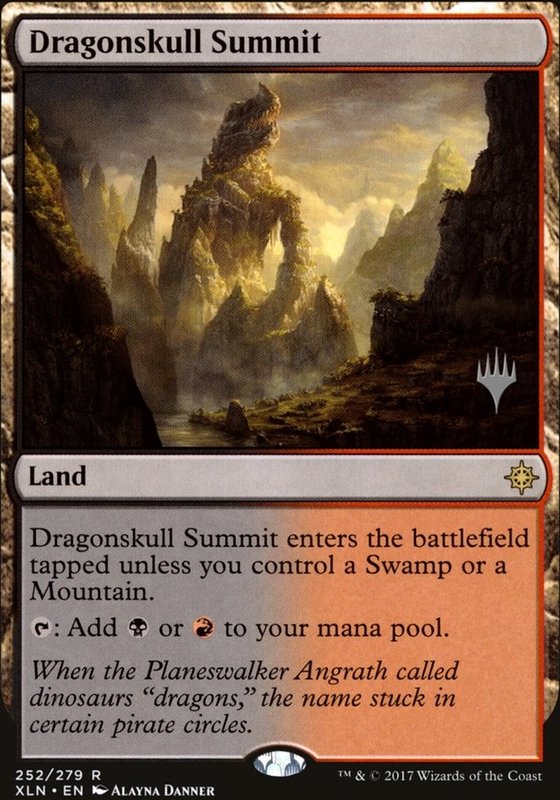 Dragonskull Summit
Land
Dragonskull Summit enters the battlefield
tapped unless you control a Swamp or a
Mountain.
: Add or to your mana pool.
When the Planeswalker Angrath called
dinosaurs “dragons,” the name stuck in
certain pirate circles.
252/279 R
XLN • EN Alayna Danner
™ & © 2017 Wizards of the Coast